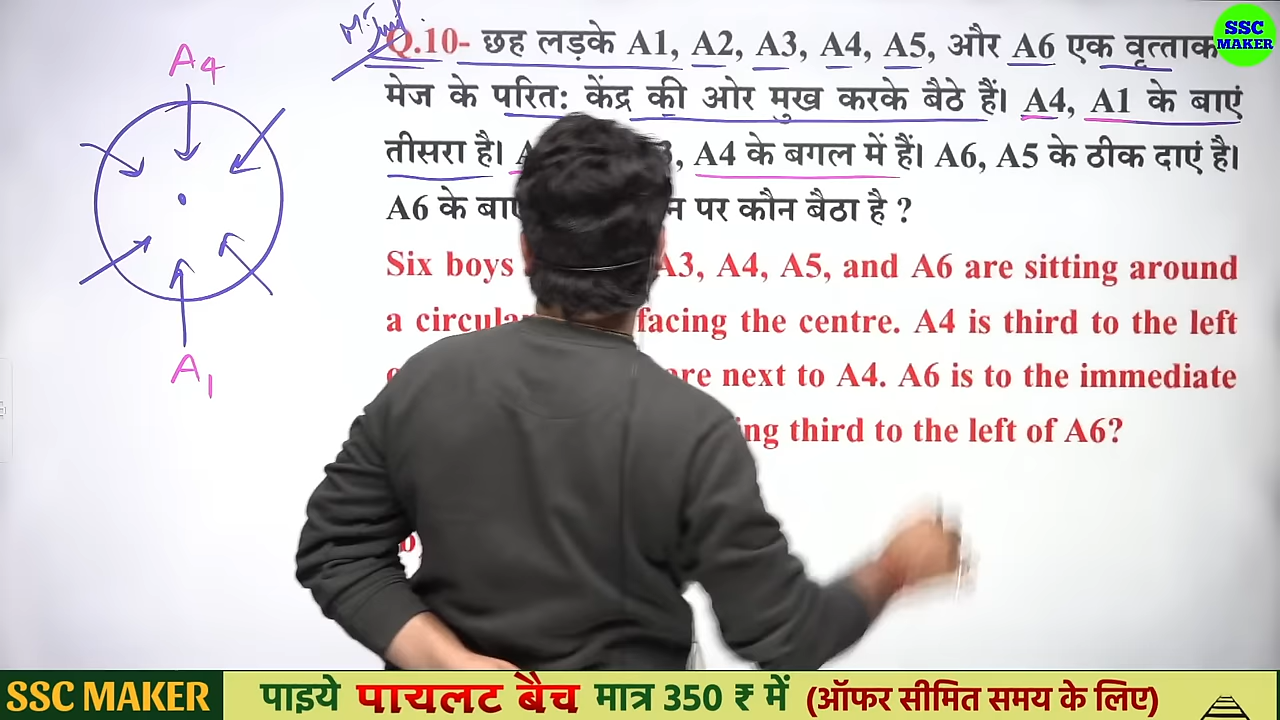 A4
A1
Q.10- छह लड़के A1, A2, A3, A4, A5, और A6 एक
मेज के परित: केंद्र की ओर मुख करके बैठे हैं। A4, A1 के बाएं
तीसरा है। A4 के बगल में हैं। A6, A5 के ठीक दाएं है।
A6 के पर कौन बैठा है ?
Six boys A3, A4, A5, and A6 are sitting around
a facing the centre. A4 is third to the left
are next to A4. A6 is to the immediate
third to the left of A6?
SSC
MAKER
SSC MAKER पाइये पायलट बैच मात्र 350 ₹ में (ऑफर सीमित समय के लिए)